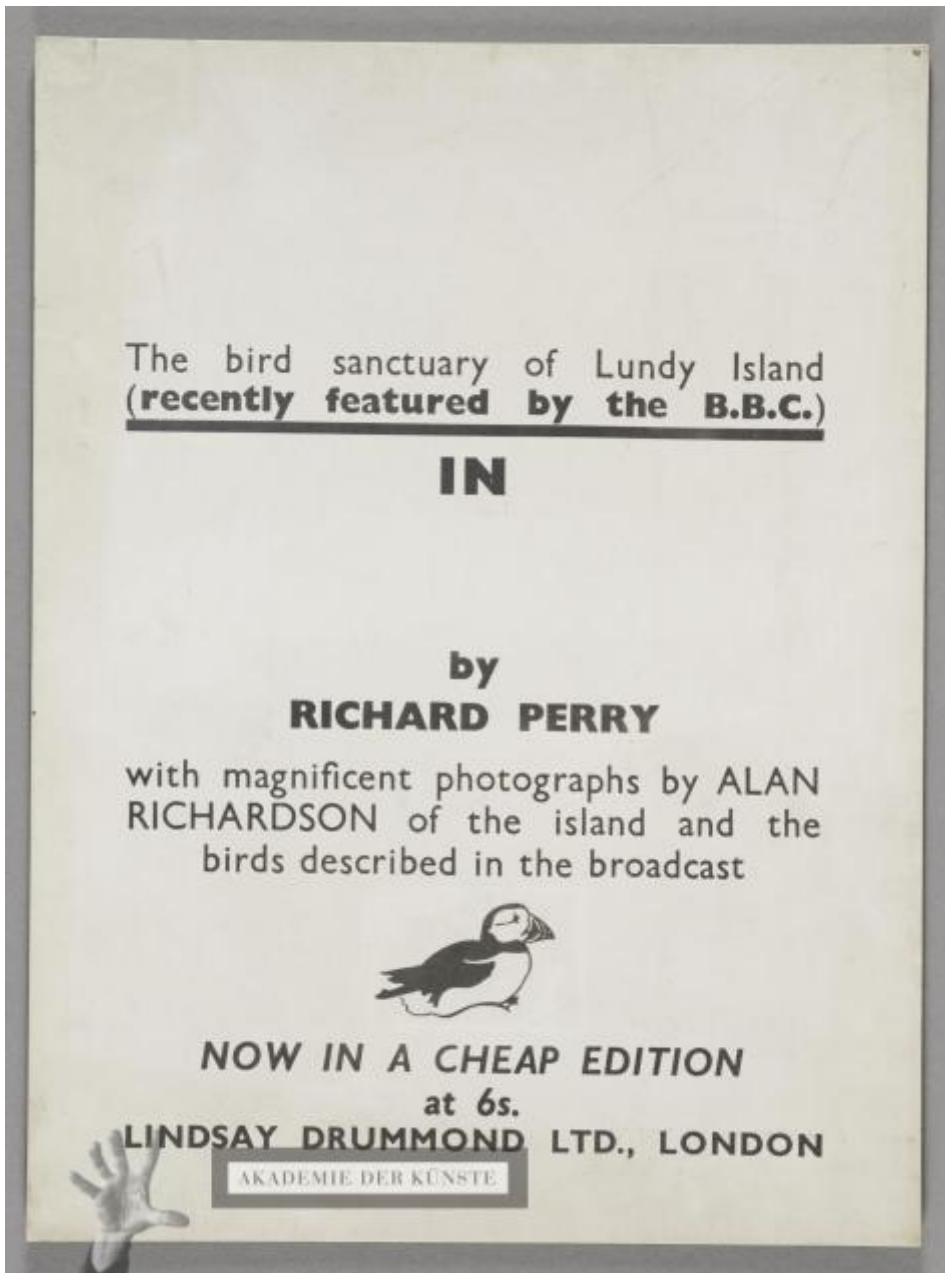 The bird sanctuary of Lundy Island
(recently featured by the B.B.C.)
IN
by
RICHARD PERRY
with magnificent photographs by ALAN
RICHARDSON of the island and the
birds described in the broadcast
NOW IN A CHEAP EDITION
at 6s.
LINDSAY DRUMMOND LTD., LONDON
AKADEMIE DER KÜNSTE